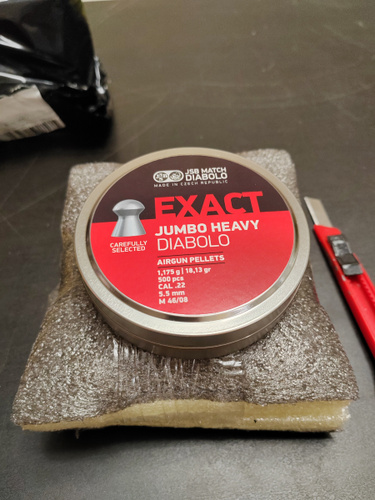 JSB MATCH
DIABOLO
MADE IN CZECH REPUBLIC
EXACT
JUMBO HEAVY
DIABOLO
CAREFULLY
SELECTED
AIRGUN PELLETS
1,175 g | 18,13 gr
500 pcs
CAL .22
5.5 mm
M 46/08